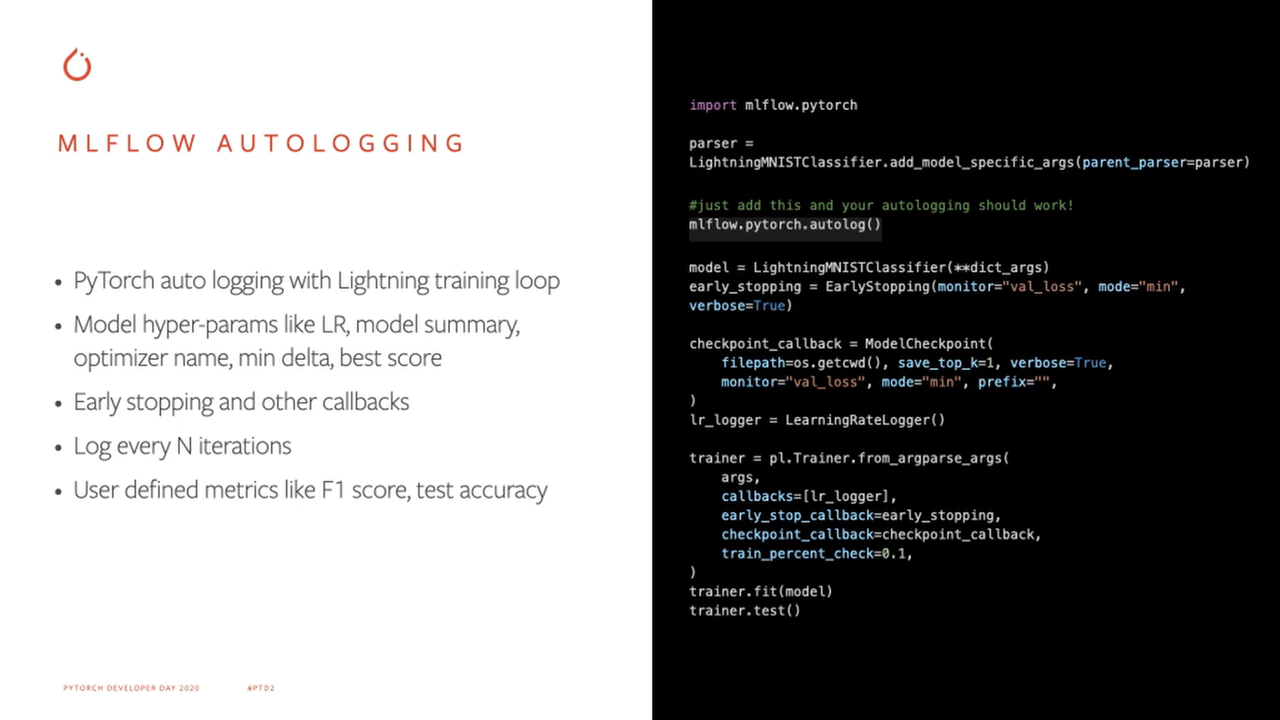 MLFLOW AUTOLOGGING
• PyTorch auto logging with Lightning training loop
• Model hyper-params like LR, model summary,
optimizer name, min delta, best score
• Early stopping and other callbacks
• Log every N iterations
• User defined metrics like F1 score, test accuracy
PYTORCH DEVELOPER DAY 2020 #PTD2
import mlflow.pytorch
parser =
LightningMNISTClassifier.add_model_specific_args(parent_parser=parser)
#just add this and your autologging should work!
mlflow.pytorch.autolog()
model = LightningMNISTClassifier(**dict_args)
early_stopping = EarlyStopping(monitor="val_loss", mode="min",
verbose=True)
checkpoint_callback = ModelCheckpoint(
    filepath=os.getcwd(), save_top_k=1, verbose=True,
    monitor="val_loss", mode="min", prefix="",
)
lr_logger = LearningRateLogger()
trainer = pl.Trainer.from_argparse_args(
    args,
    callbacks=[lr_logger],
    early_stop_callback=early_stopping,
    checkpoint_callback=checkpoint_callback,
    train_percent_check=0.1,
)
trainer.fit(model)
trainer.test()